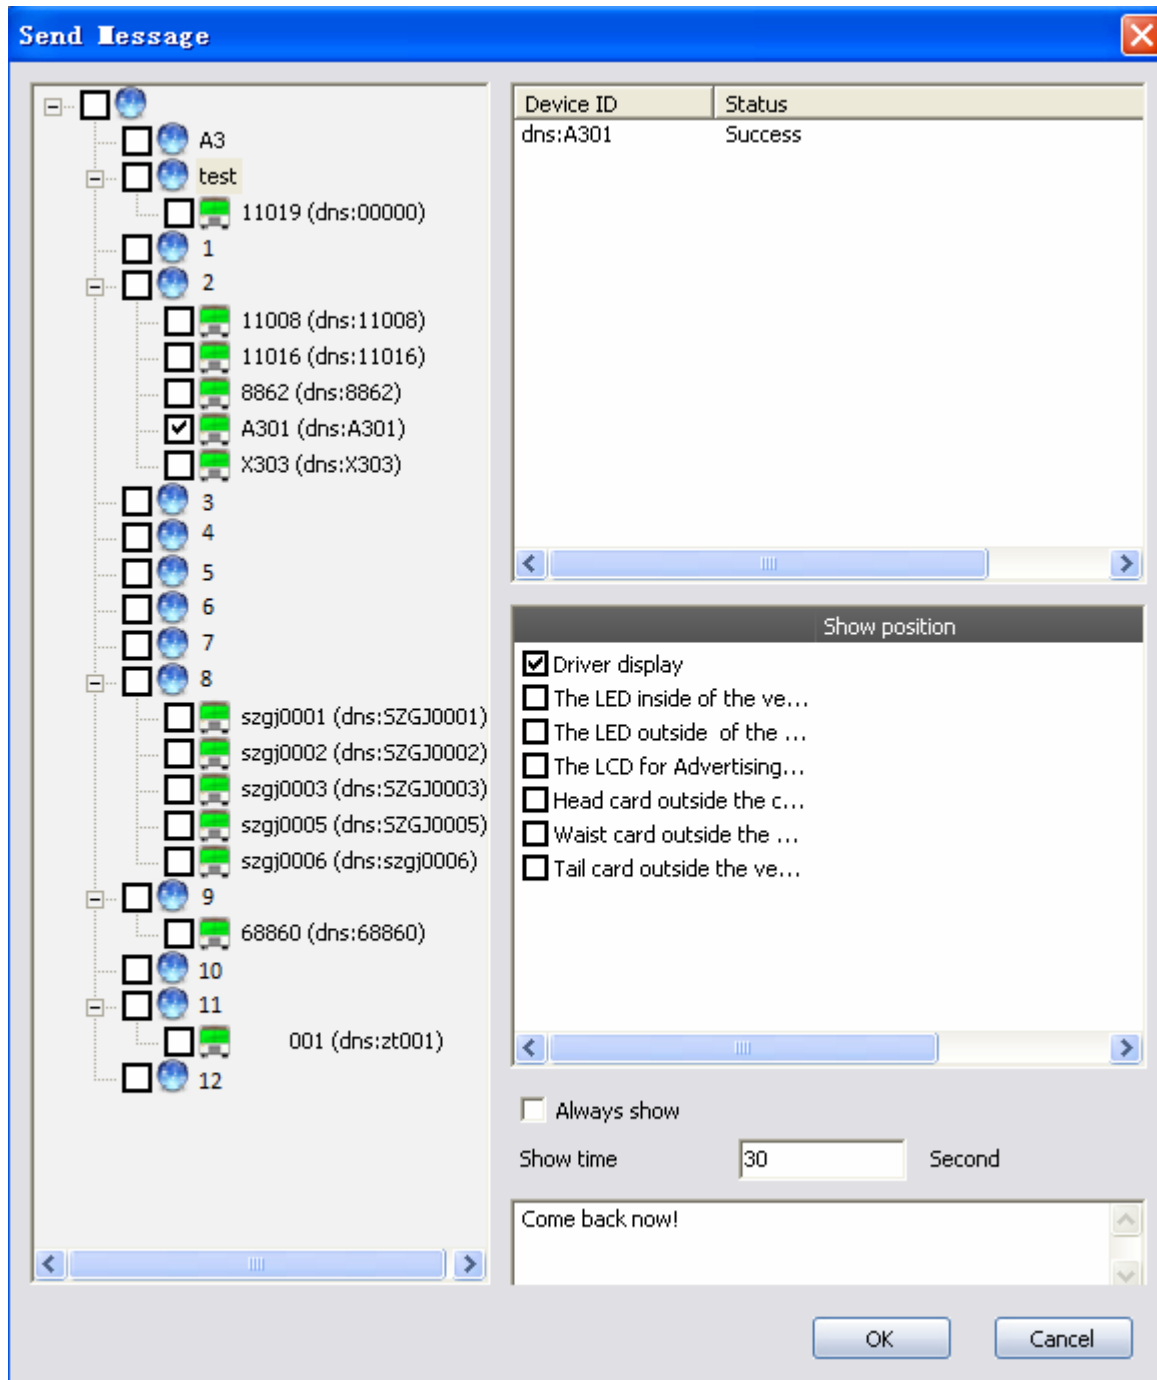 Send Message
A3
test
11019 (dns:00000)
1
2
11008 (dns:11008)
11016 (dns:11016)
8862 (dns:8862)
A301 (dns:A301)
X303 (dns:X303)
3
4
5
6
7
8
szgj0001 (dns:SZGJ0001)
szgj0002 (dns:SZGJ0002)
szgj0003 (dns:SZGJ0003)
szgj0005 (dns:SZGJ0005)
szgj0006 (dns:szgj0006)
9
68860 (dns:68860)
10
11
001 (dns:zt001)
12
Device ID Status
dns:A301 Success
Show position
Driver display
The LED inside of the ve...
The LED outside of the ...
The LCD for Advertising...
Head card outside the c...
Waist card outside the ...
Tail card outside the ve...
Always show
Show time 30 Second
Come back now!
OK Cancel